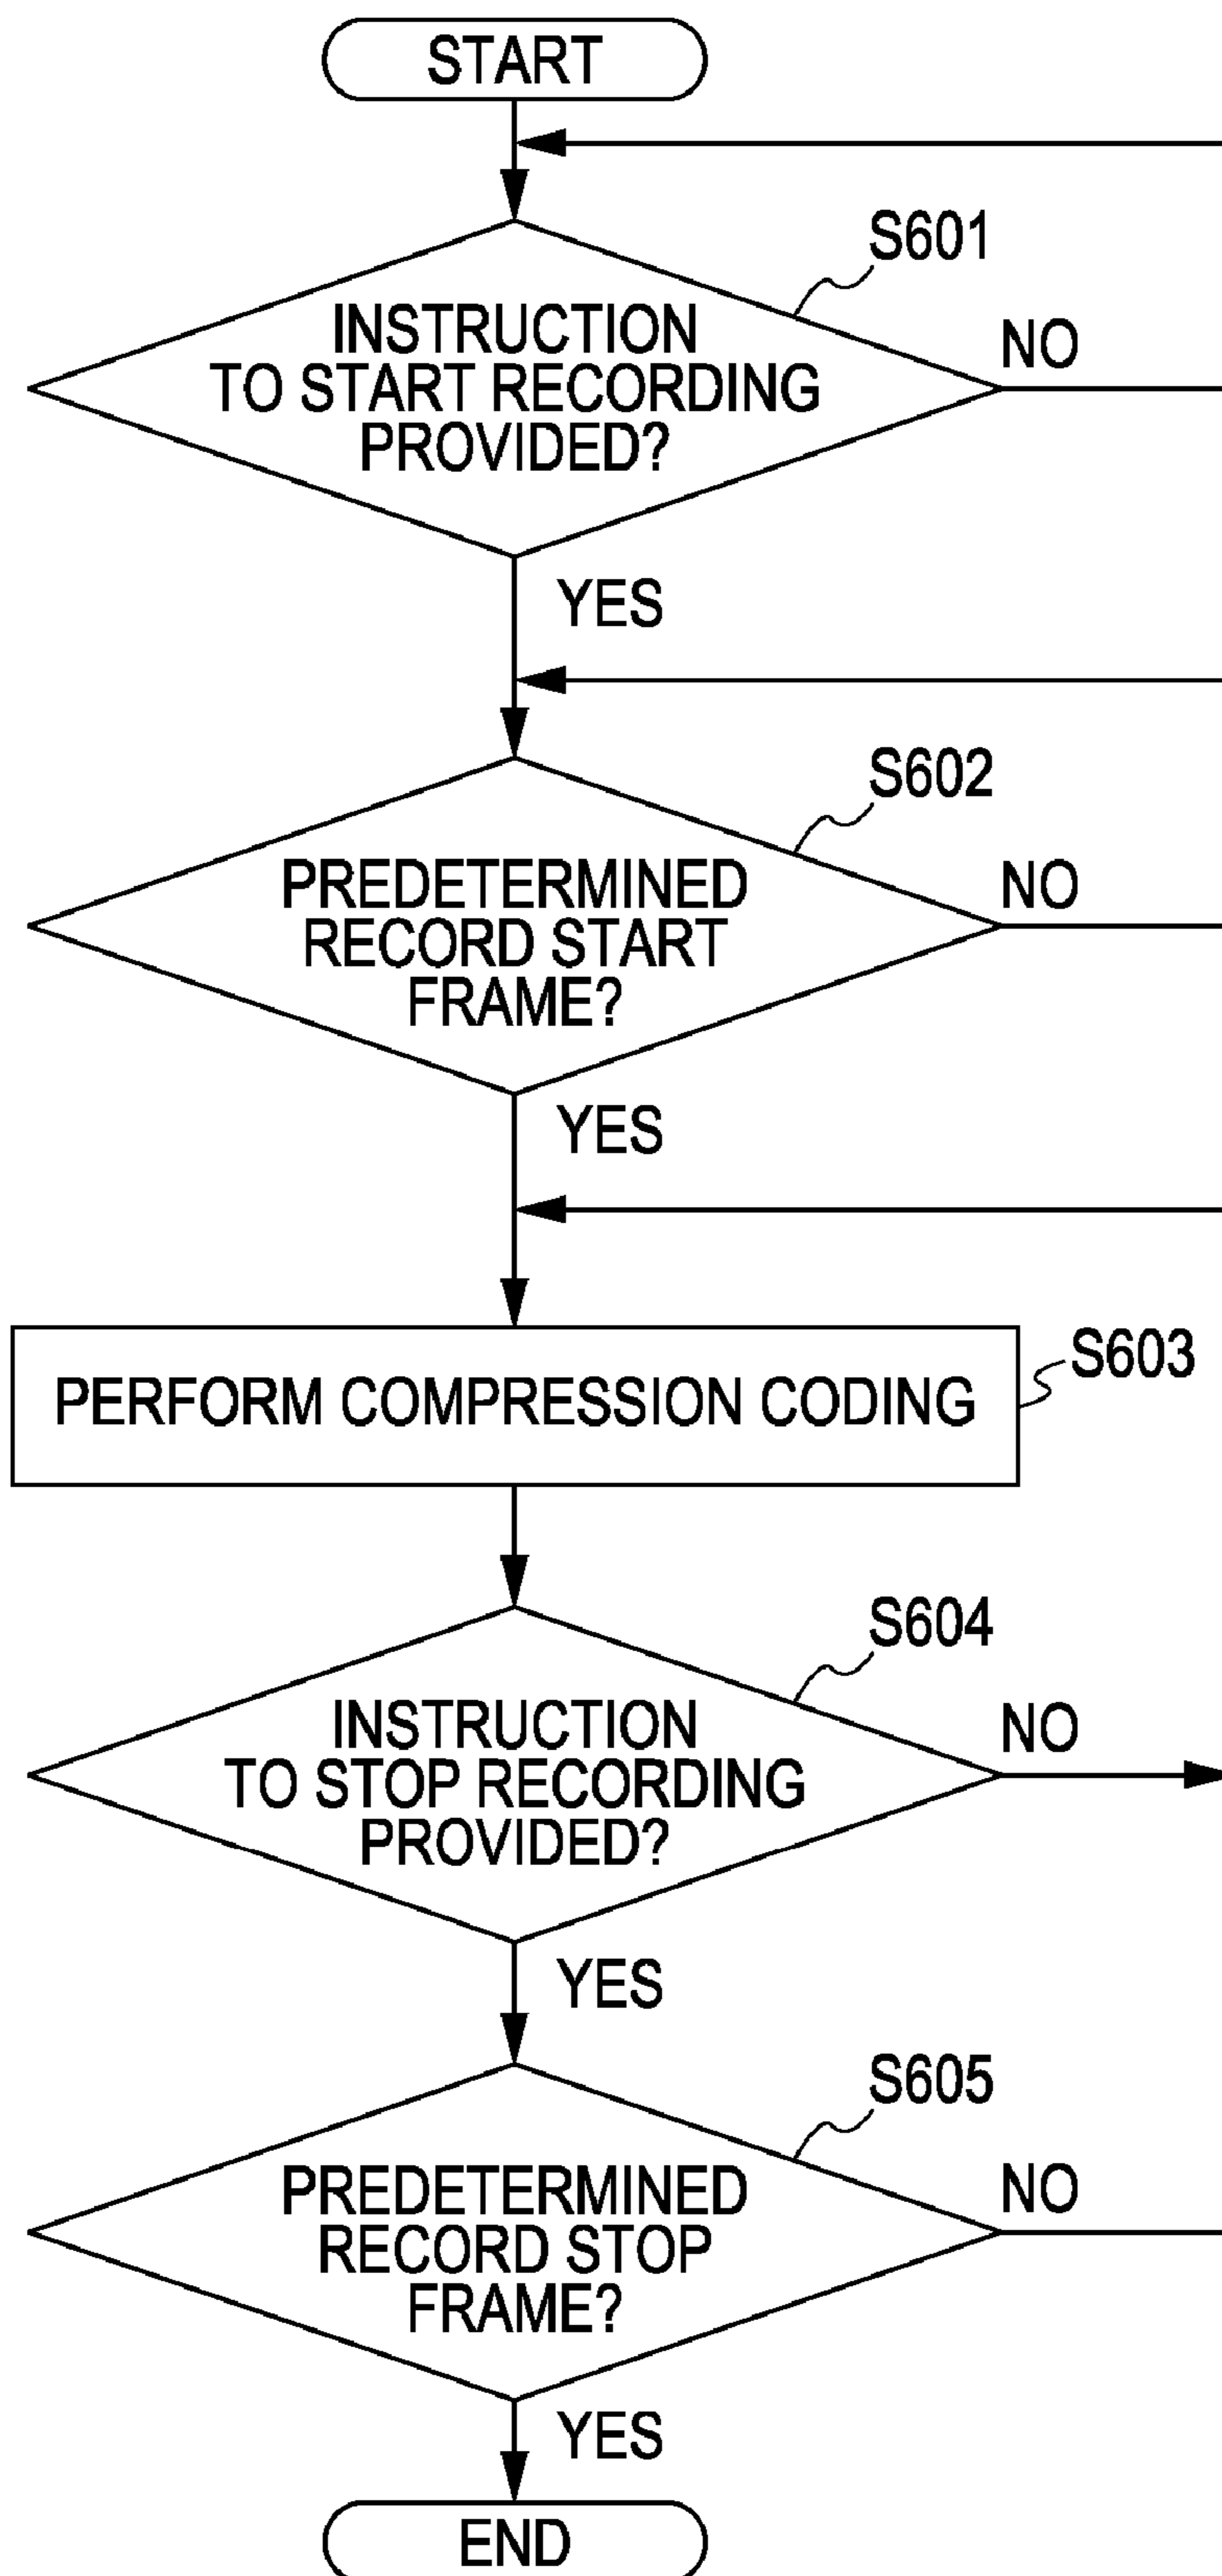 START
S601
INSTRUCTION
TO START RECORDING
PROVIDED?
NO
YES
S602
PREDETERMINED
RECORD START
FRAME?
NO
YES
PERFORM COMPRESSION CODING
S603
S604
INSTRUCTION
TO STOP RECORDING
PROVIDED?
NO
YES
S605
PREDETERMINED
RECORD STOP
FRAME?
NO
YES
END